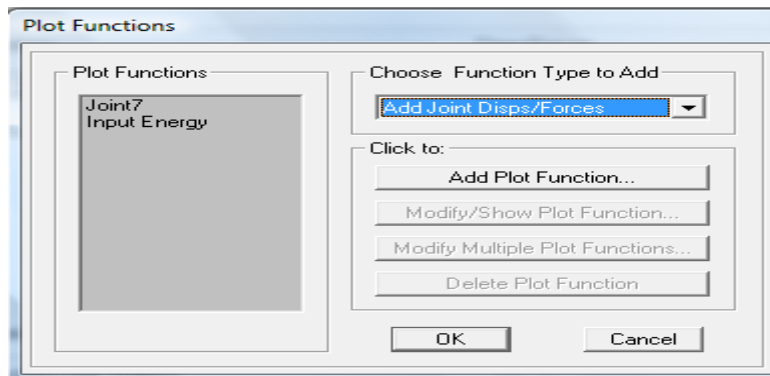 Plot Functions
Plot Functions
Joint7
Input Energy
Choose Function Type to Add
Add Joint Disps/Forces
Click to:
Add Plot Function...
Modify/Show Plot Function...
Modify Multiple Plot Functions...
Delete Plot Function
OK
Cancel